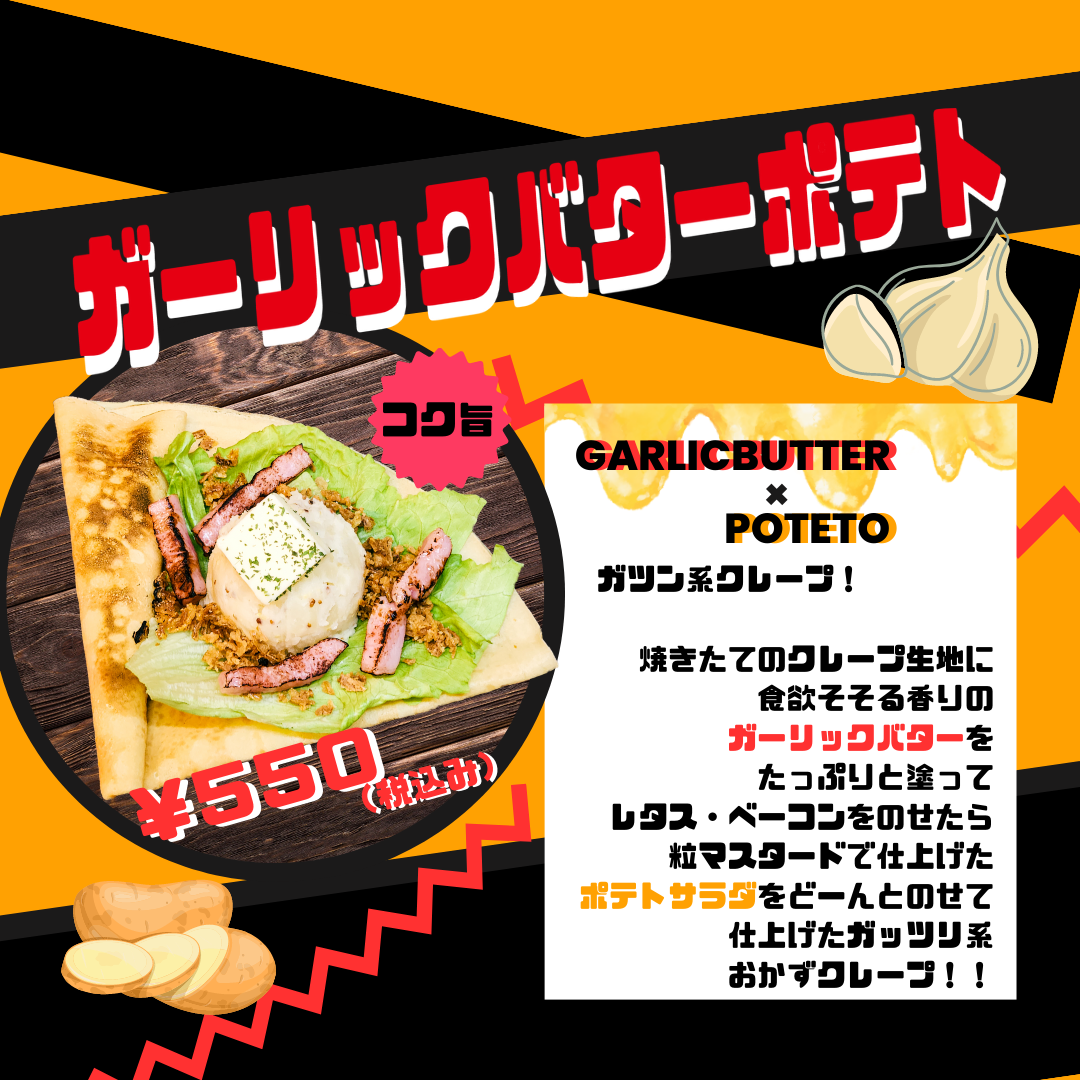 ガーリックバターポテト
コク旨
GARLICBUTTER
×
POTETO
ガツン系クレープ！
焼きたてのクレープ生地に
食欲そそる香りの
ガーリックバターを
たっぷりと塗って
レタス・ベーコンをのせたら
粒マスタードで仕上げた
ポテトサラダをどーんとのせて
仕上げたガッツリ系
おかずクレープ！！
¥550
(税込み)